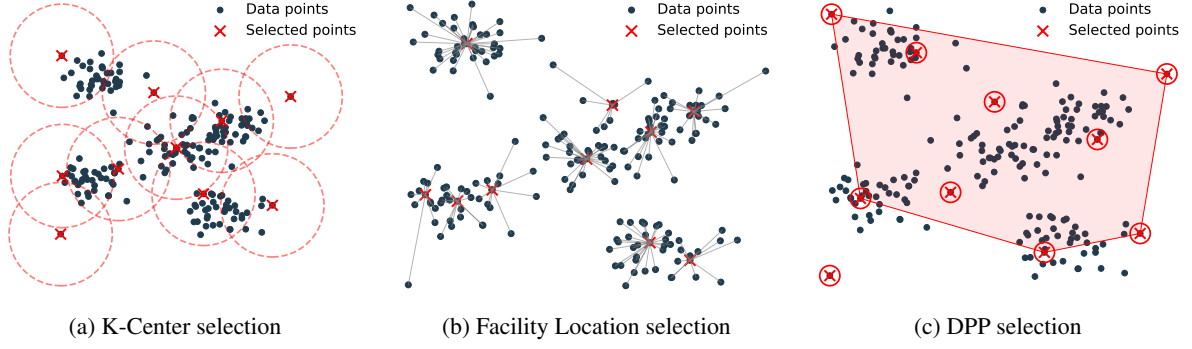 Data points
Selected points
Data points
Selected points
Data points
Selected points
(a) K-Center selection
(b) Facility Location selection
(c) DPP selection